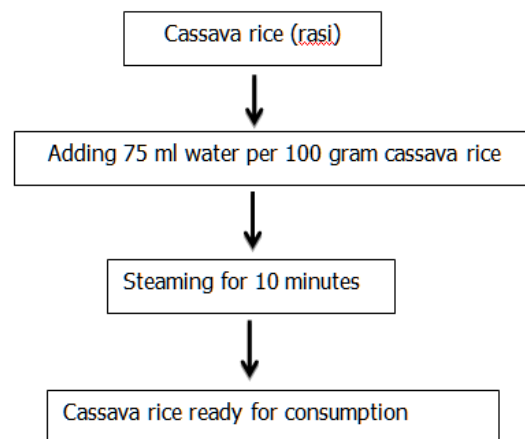 Cassava rice (rasi)
Adding 75 ml water per 100 gram cassava rice
Steaming for 10 minutes
Cassava rice ready for consumption